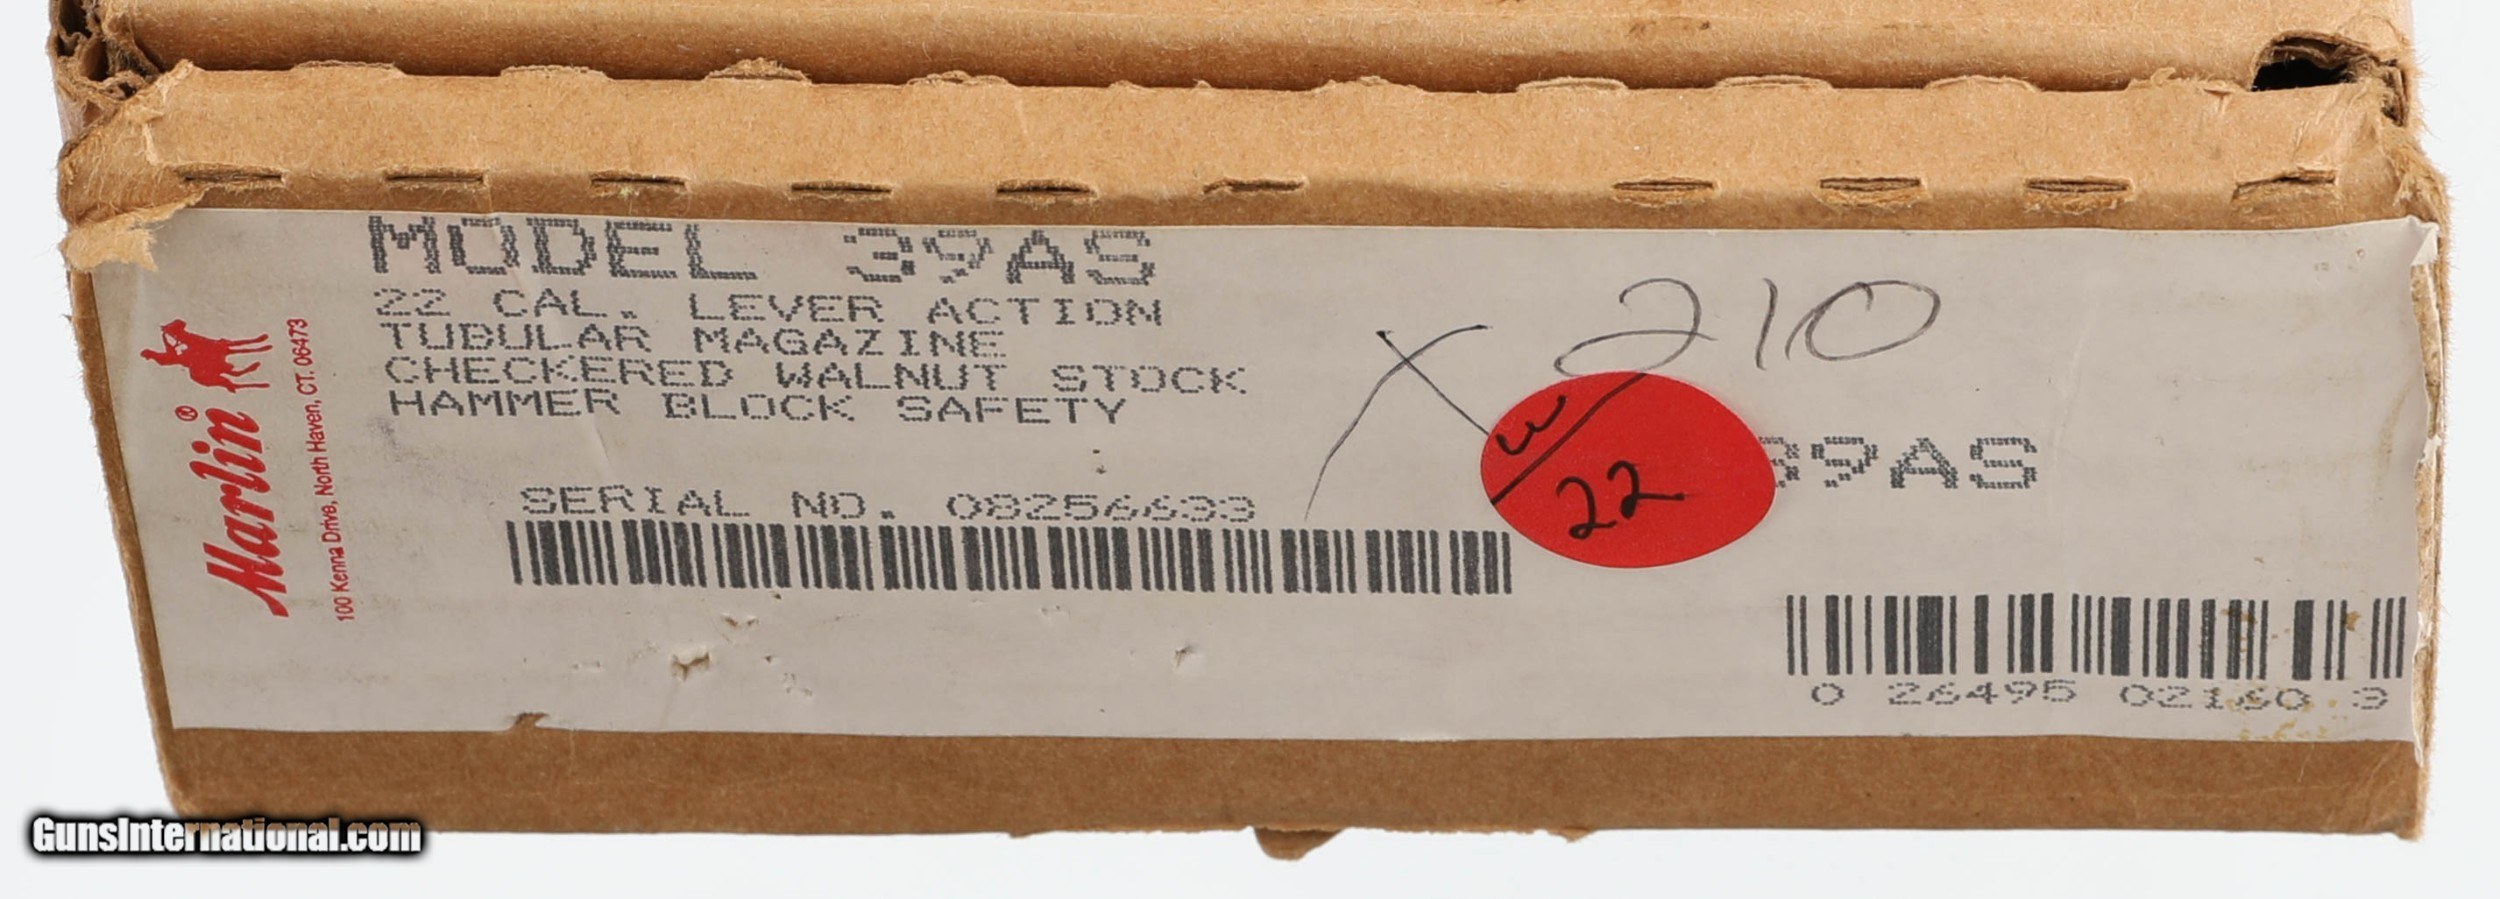 MODEL 39AS
22 CAL. LEVER ACTION
TUBULAR MAGAZINE
CHECKERED WALNUT STOCK
HAMMER BLOCK SAFETY
SERIAL NO. 08256633
Marlin®
100 Kenna Drive, North Haven, CT. 06473
X 210
W/
22
39AS
0 26495 02160 3
GunsInternational.com